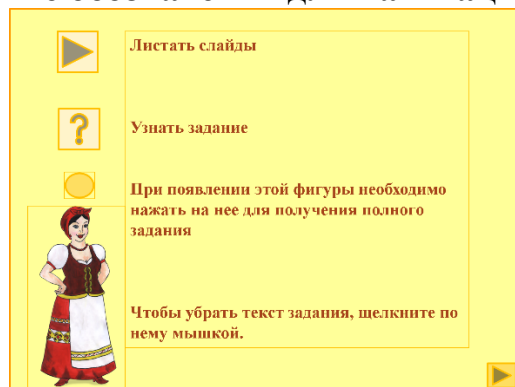 Листать слайды
?
Узнать задание
При появлении этой фигуры необходимо
нажать на нее для получения полного
задания
Чтобы убрать текст задания, щелкните по
нему мышкой.